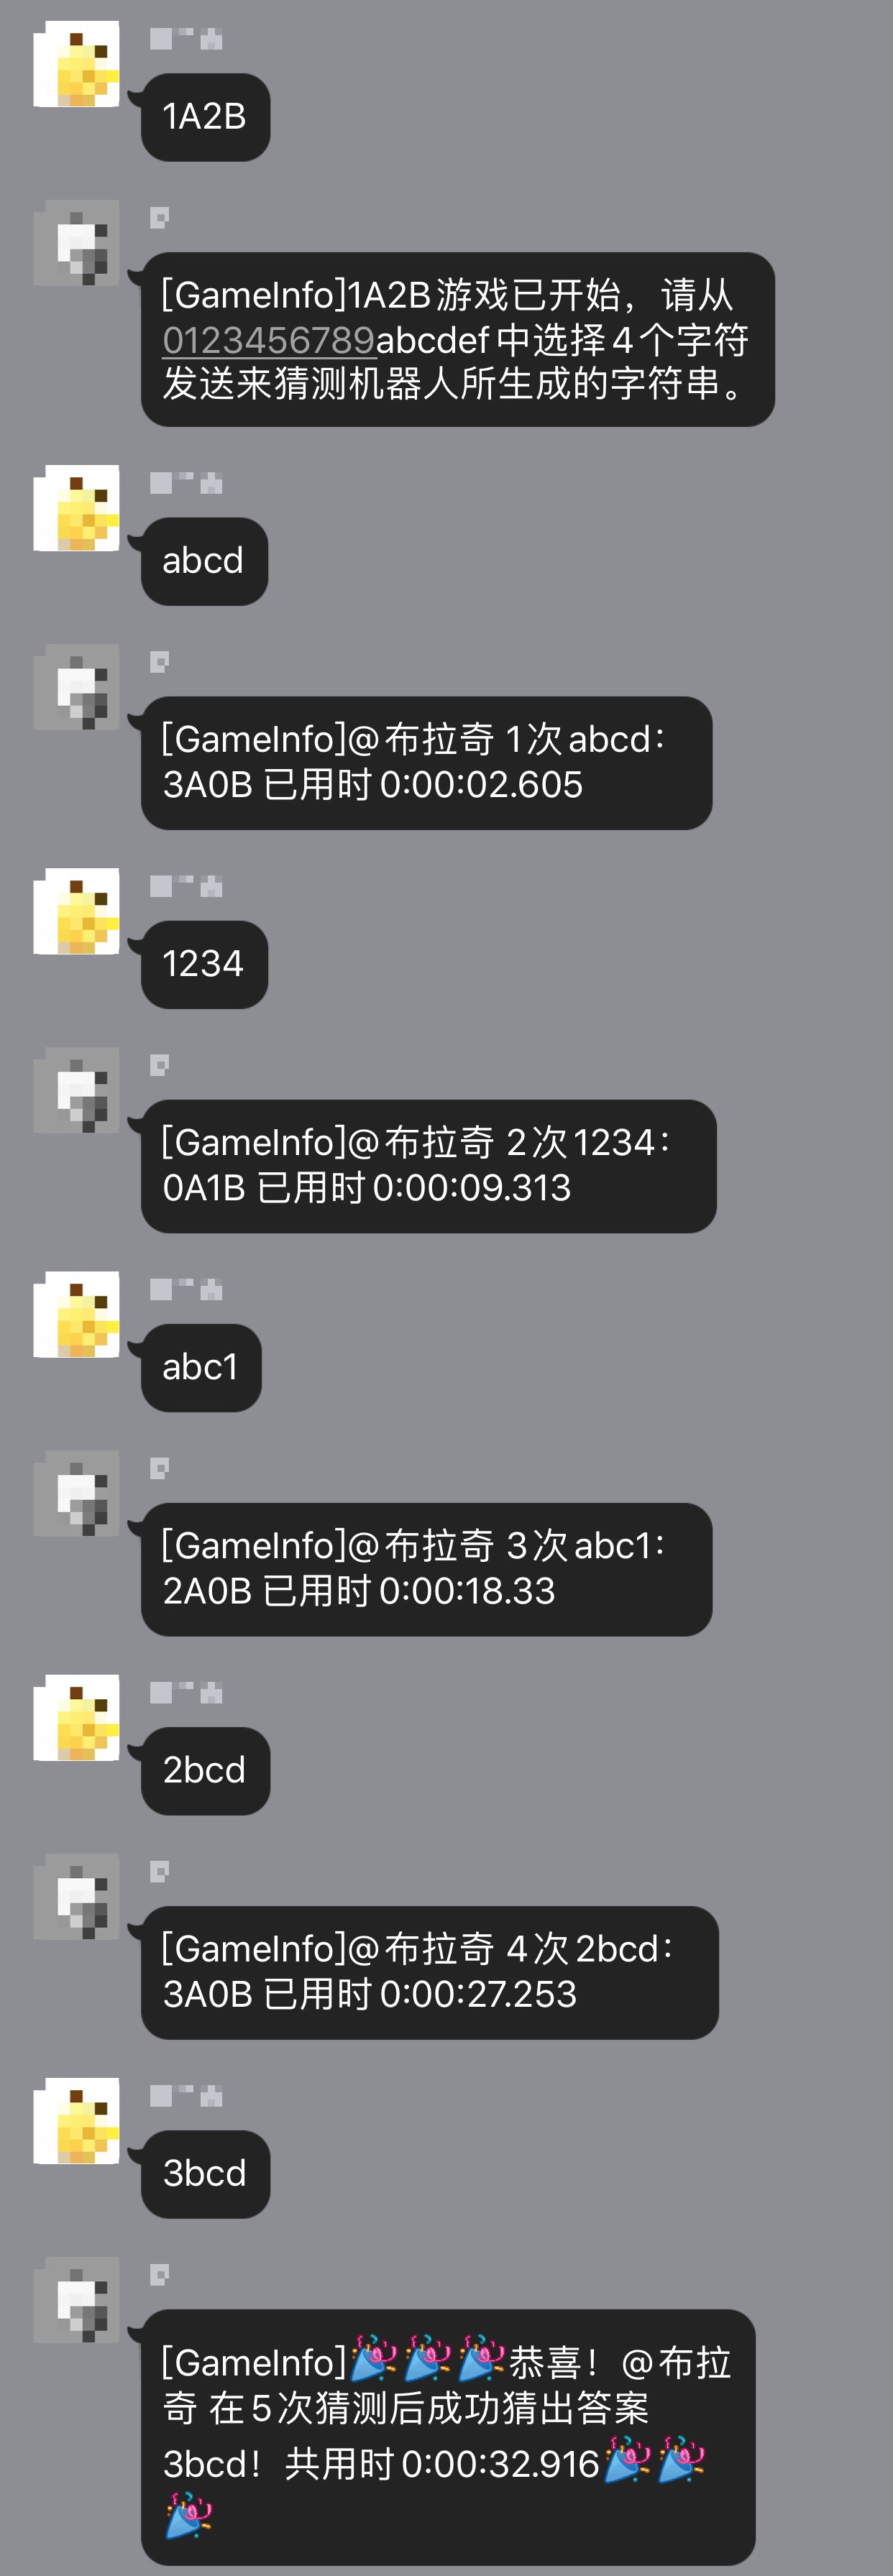 1A2B
[GameInfo]1A2B游戏已开始，请从
0123456789abcdef中选择4个字符
发送来猜测机器人所生成的字符串。
abcd
[GameInfo]@布拉奇 1次abcd：
3A0B 已用时0:00:02.605
1234
[GameInfo]@布拉奇 2次1234：
0A1B 已用时0:00:09.313
abc1
[GameInfo]@布拉奇 3次abc1：
2A0B 已用时0:00:18.33
2bcd
[GameInfo]@布拉奇 4次2bcd：
3A0B 已用时0:00:27.253
3bcd
[GameInfo]🎉🎉🎉恭喜！@布拉
奇 在5次猜测后成功猜出答案
3bcd！共用时0:00:32.916🎉🎉
🎉